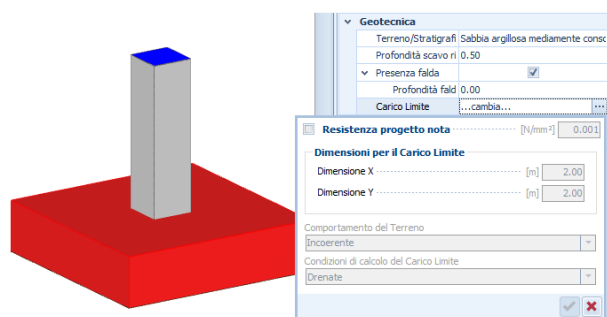 Geotecnica
Terreno/Stratigrafi Sabbia argillosa mediamente conso
Profondità scavo ri 0.50
Presenza falda
Profondità fald 0.00
Carico Limite ...cambia... ...
Resistenza progetto nota [N/mm²] 0.001
Dimensioni per il Carico Limite
Dimensione X [m] 2.00
Dimensione Y [m] 2.00
Comportamento del Terreno
Incoerente
Condizioni di calcolo del Carico Limite
Drenate